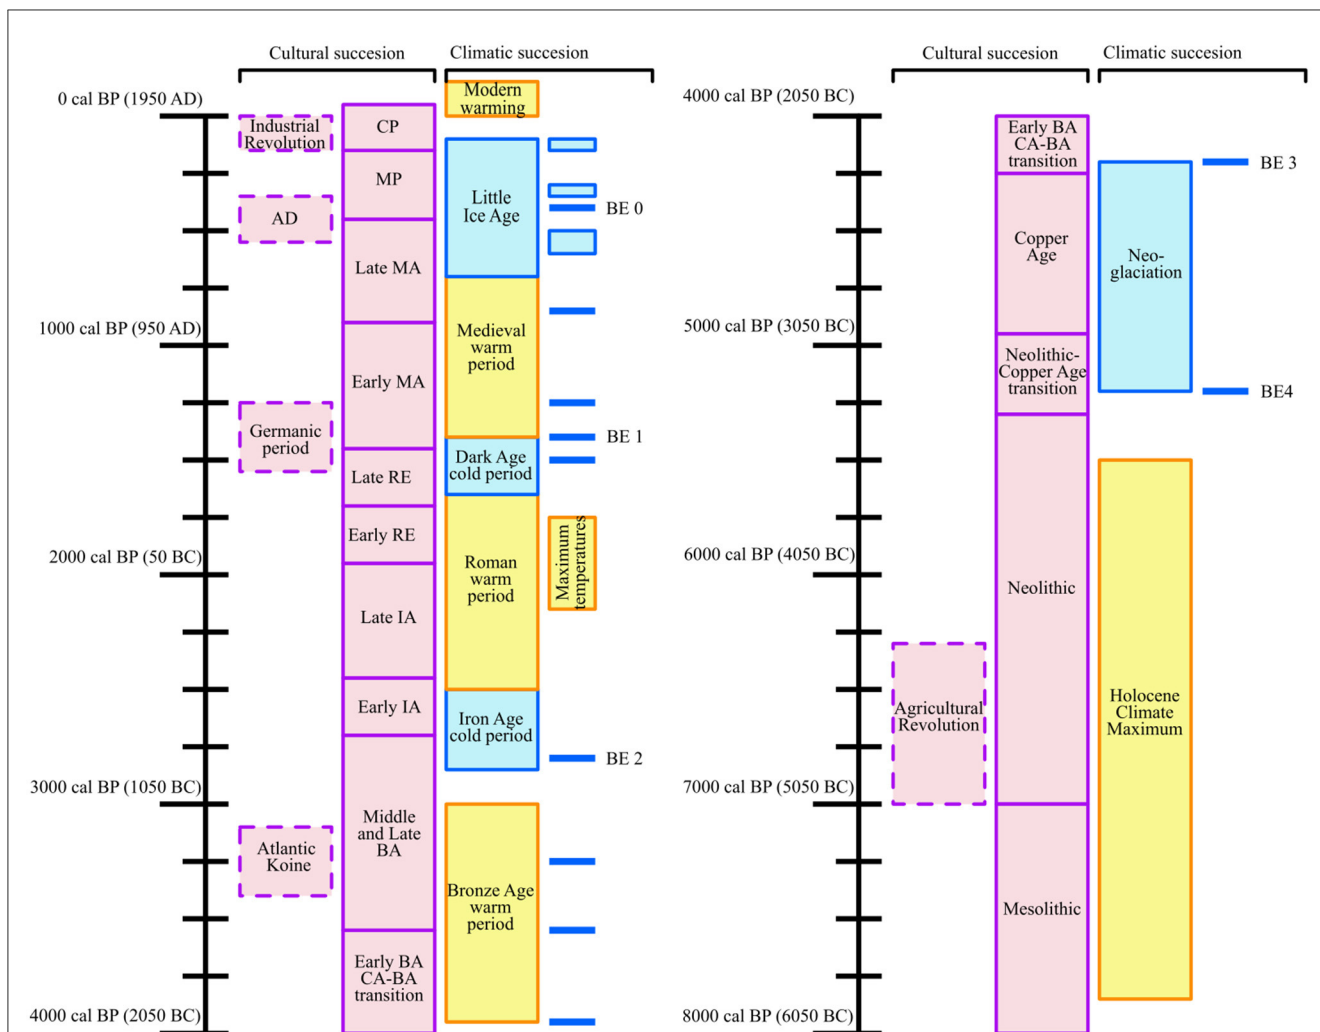 Cultural succesion
Climatic succesion
0 cal BP (1950 AD)
Modern
warming
Industrial
Revolution
CP
MP
Little
Ice Age
BE 0
AD
Late MA
1000 cal BP (950 AD)
Medieval
warm
period
Early MA
Germanic
period
BE 1
Dark Age
cold period
Late RE
Early RE
Maximum
temperatures
2000 cal BP (50 BC)
Roman
warm
period
Late IA
Early IA
Iron Age
cold period
BE 2
3000 cal BP (1050 BC)
Middle
and Late
BA
Atlantic
Koine
Bronze Age
warm
period
Early BA
CA-BA
transition
4000 cal BP (2050 BC)
Cultural succesion
Climatic succesion
4000 cal BP (2050 BC)
Early BA
CA-BA
transition
BE 3
Copper
Age
Neo-
glaciation
5000 cal BP (3050 BC)
Neolithic-
Copper Age
transition
BE4
6000 cal BP (4050 BC)
Neolithic
Agricultural
Revolution
Holocene
Climate
Maximum
7000 cal BP (5050 BC)
Mesolithic
8000 cal BP (6050 BC)